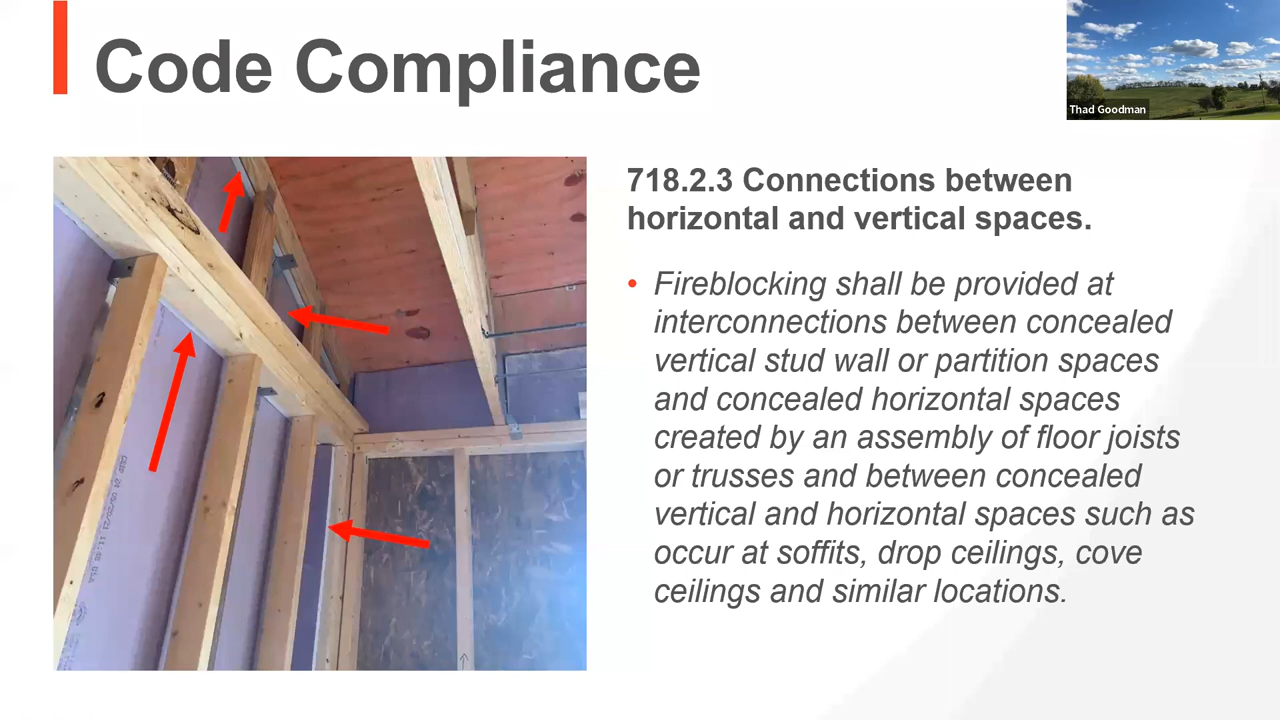 Code Compliance
Thad Goodman
718.2.3 Connections between
horizontal and vertical spaces.
• Fireblocking shall be provided at
interconnections between concealed
vertical stud wall or partition spaces
and concealed horizontal spaces
created by an assembly of floor joists
or trusses and between concealed
vertical and horizontal spaces such as
occur at soffits, drop ceilings, cove
ceilings and similar locations.